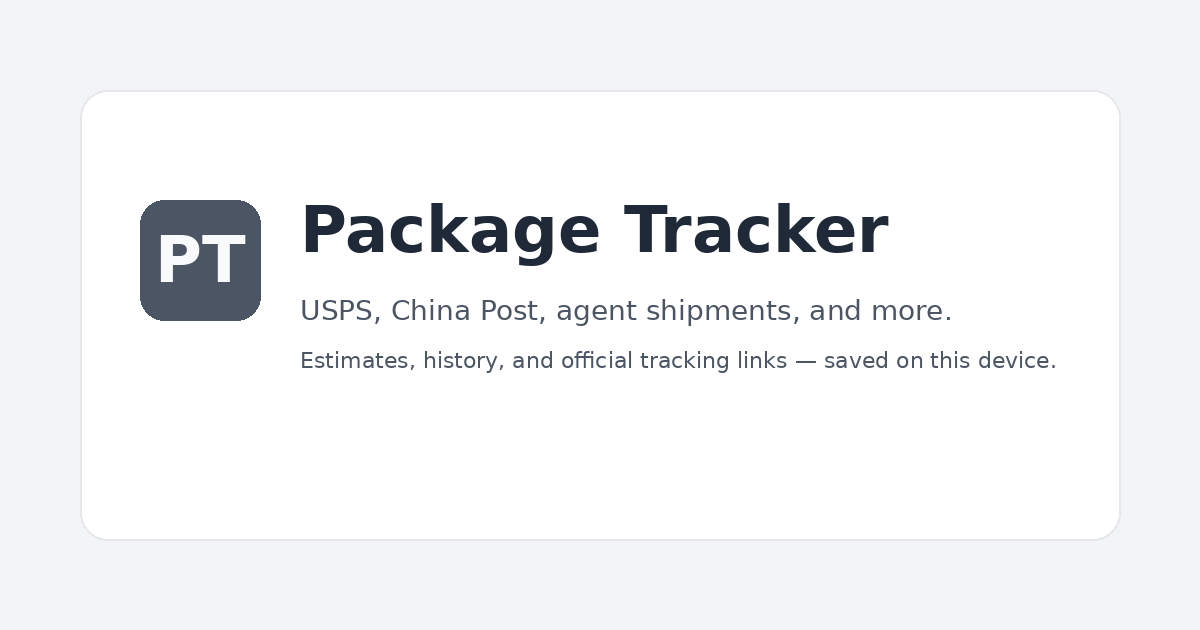 PT
Package Tracker
USPS, China Post, agent shipments, and more.
Estimates, history, and official tracking links — saved on this device.